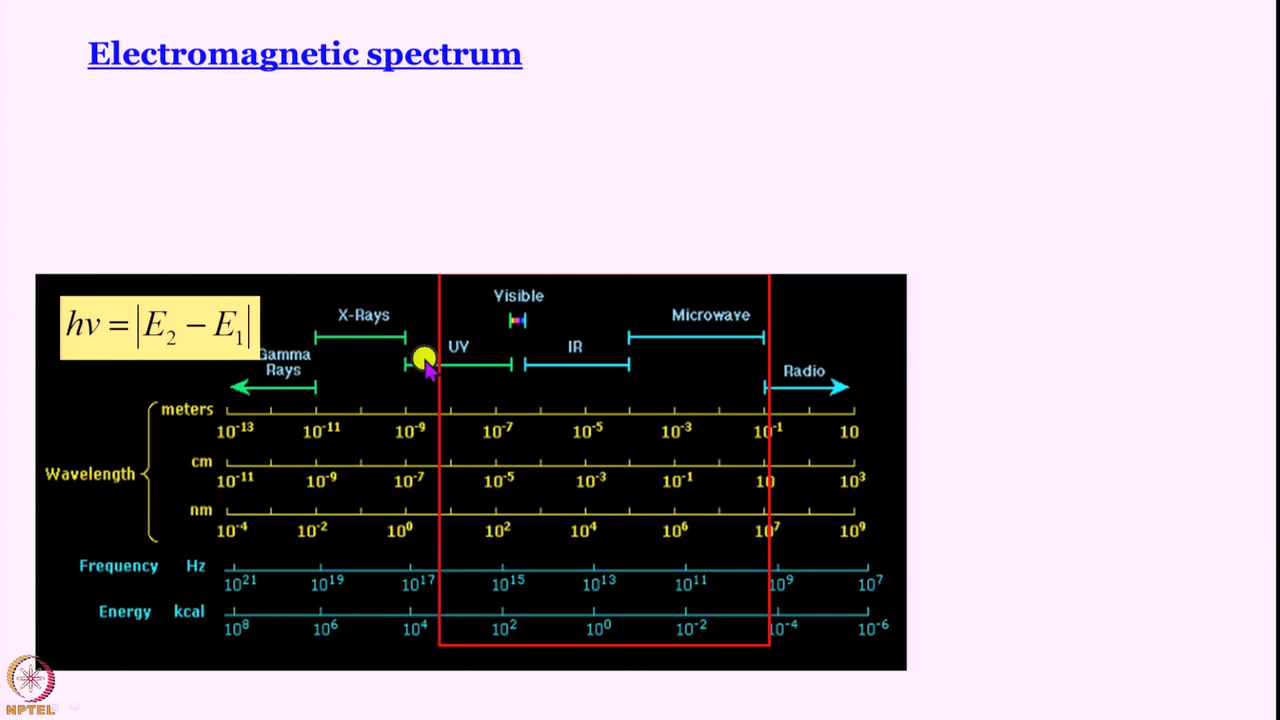 Electromagnetic spectrum
hν = |E₂ − E₁|
Visible
X-Rays
Microwave
UV
IR
Gamma
Rays
Radio
meters
10⁻¹³ 10⁻¹¹ 10⁻⁹ 10⁻⁷ 10⁻⁵ 10⁻³ 10⁻¹ 10
cm
Wavelength
10⁻¹¹ 10⁻⁹ 10⁻⁷ 10⁻⁵ 10⁻³ 10⁻¹ 10 10³
nm
10⁻⁴ 10⁻² 10⁰ 10² 10⁴ 10⁶ 10⁷ 10⁹
Frequency Hz
10²¹ 10¹⁹ 10¹⁷ 10¹⁵ 10¹³ 10¹¹ 10⁹ 10⁷
Energy kcal
10⁸ 10⁶ 10⁴ 10² 10⁰ 10⁻² 10⁻⁴ 10⁻⁶
NPTEL